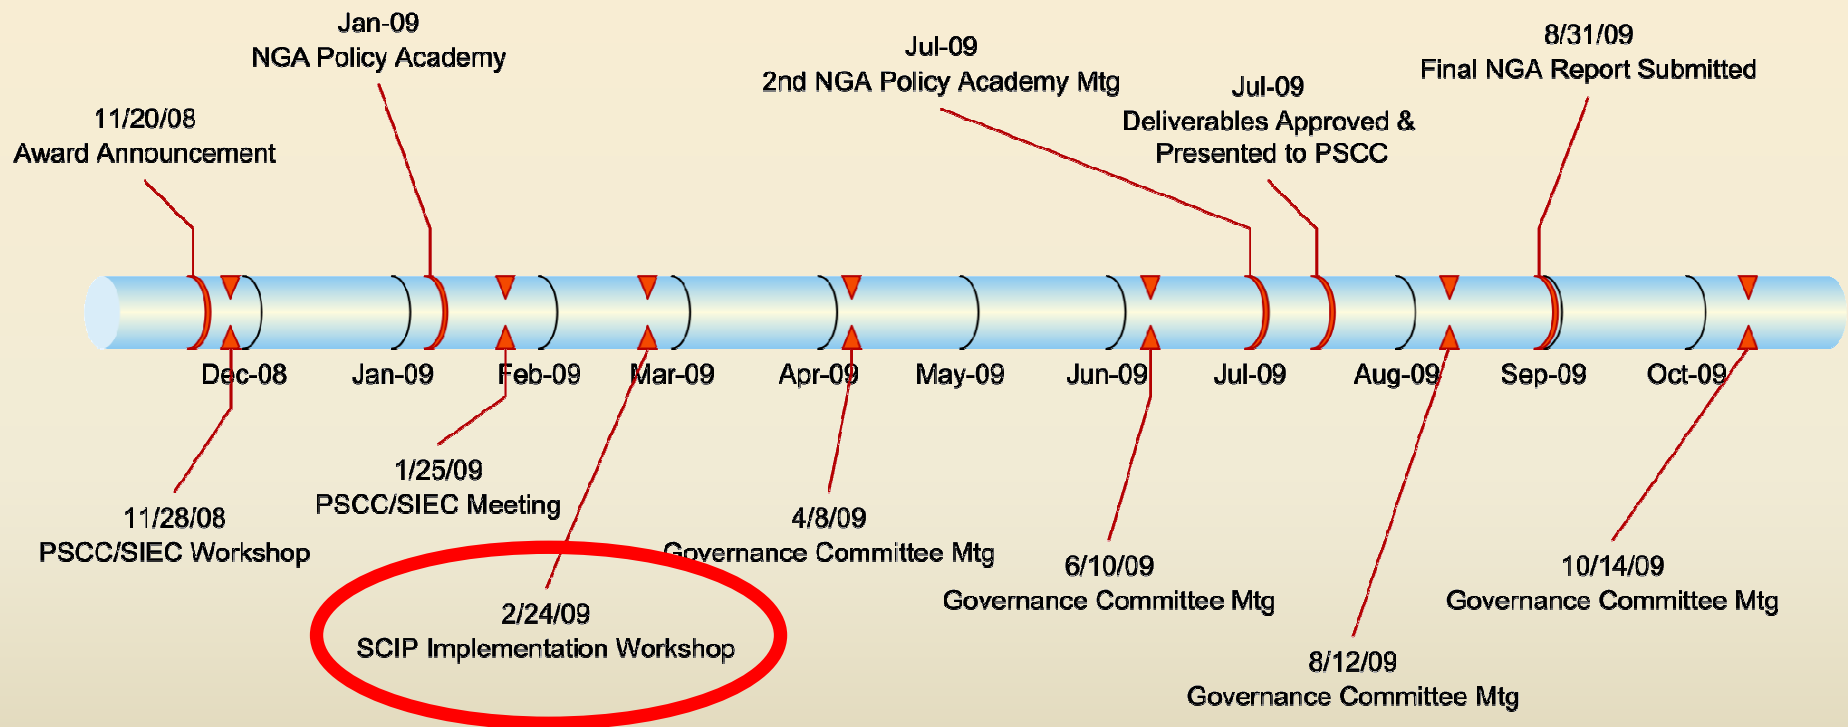 Jan-09
NGA Policy Academy
Jul-09
2nd NGA Policy Academy Mtg
8/31/09
Final NGA Report Submitted
Jul-09
Deliverables Approved &
Presented to PSCC
11/20/08
Award Announcement
Dec-08
Jan-09
Feb-09
Mar-09
Apr-09
May-09
Jun-09
Jul-09
Aug-09
Sep-09
Oct-09
11/28/08
PSCC/SIEC Workshop
1/25/09
PSCC/SIEC Meeting
2/24/09
SCIP Implementation Workshop
4/8/09
Governance Committee Mtg
6/10/09
Governance Committee Mtg
8/12/09
Governance Committee Mtg
10/14/09
Governance Committee Mtg